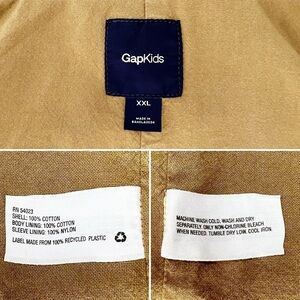 GapKids
XXL
MADE IN
BANGLADESH
RN 54023
SHELL: 100% COTTON
BODY LINING: 100% COTTON
SLEEVE LINING: 100% NYLON
LABEL MADE FROM 100% RECYCLED PLASTIC
MACHINE WASH COLD, WASH AND DRY
SEPARATELY, ONLY NON-CHLORINE BLEACH
WHEN NEEDED. TUMBLE DRY LOW. COOL IRON.